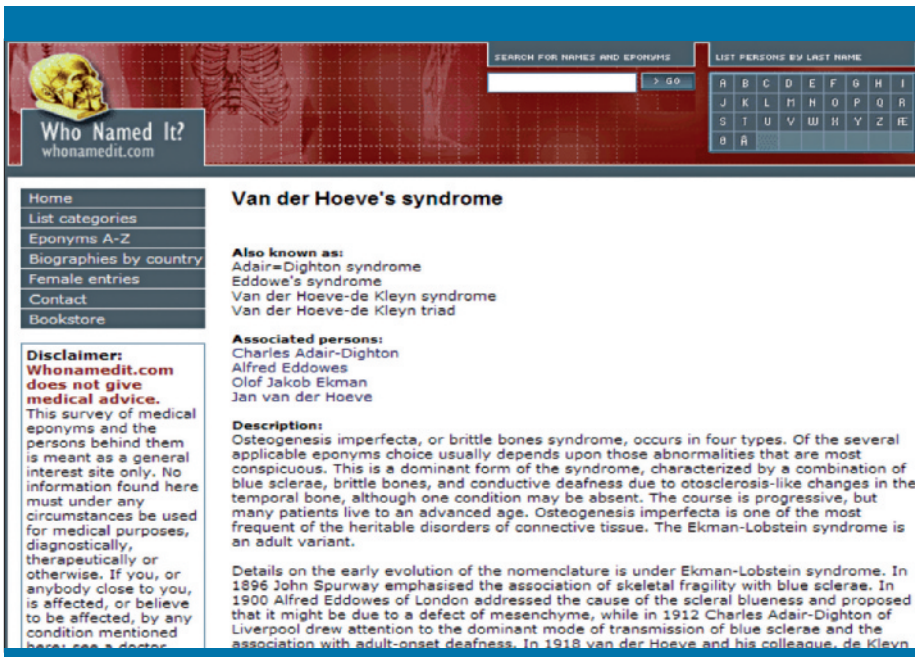 SEARCH FOR NAMES AND EPONYMS
> GO
LIST PERSONS BY LAST NAME
A B C D E F G H I
J K L M N O P Q R
S T U V W X Y Z Æ
Ø Å
Who Named It?
whonamedit.com
Home
List categories
Eponyms A-Z
Biographies by country
Female entries
Contact
Bookstore
Disclaimer:
Whonamedit.com
does not give
medical advice.
This survey of medical
eponyms and the
persons behind them
is meant as a general
interest site only. No
information found here
must under any
circumstances be used
for medical purposes,
diagnostically,
therapeutically or
otherwise. If you, or
anybody close to you,
is affected, or believe
to be affected, by any
condition mentioned
here: see a doctor
Van der Hoeve's syndrome
Also known as:
Adair=Dighton syndrome
Eddowe's syndrome
Van der Hoeve-de Kleyn syndrome
Van der Hoeve-de Kleyn triad
Associated persons:
Charles Adair-Dighton
Alfred Eddowes
Olof Jakob Ekman
Jan van der Hoeve
Description:
Osteogenesis imperfecta, or brittle bones syndrome, occurs in four types. Of the several
applicable eponyms choice usually depends upon those abnormalities that are most
conspicuous. This is a dominant form of the syndrome, characterized by a combination of
blue sclerae, brittle bones, and conductive deafness due to otosclerosis-like changes in the
temporal bone, although one condition may be absent. The course is progressive, but
many patients live to an advanced age. Osteogenesis imperfecta is one of the most
frequent of the heritable disorders of connective tissue. The Ekman-Lobstein syndrome is
an adult variant.
Details on the early evolution of the nomenclature is under Ekman-Lobstein syndrome. In
1896 John Spurway emphasised the association of skeletal fragility with blue sclerae. In
1900 Alfred Eddowes of London addressed the cause of the scleral blueness and proposed
that it might be due to a defect of mesenchyme, while in 1912 Charles Adair-Dighton of
Liverpool drew attention to the dominant mode of transmission of blue sclerae and the
association with adult-onset deafness. In 1918 van der Hoeve and his colleague, de Kleyn